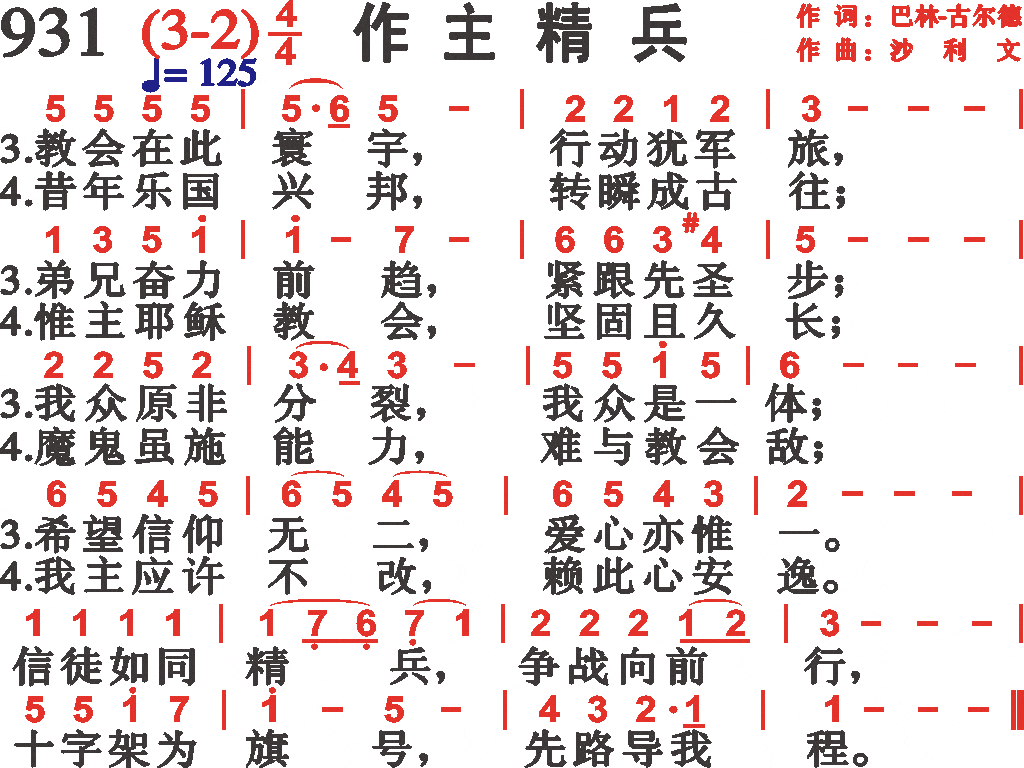 931 (3-2) 4/4 作主精兵 作词：巴林-古尔德
♩= 125 作曲：沙利文
5 5 5 5 | 5·6 5 － | 2 2 1 2 | 3 － － － |
3.教会在此 寰 宇， 行动犹军 旅，
4.昔年乐国 兴 邦， 转瞬成古 往；
1 3 5 i | i － 7 － | 6 6 3 #4 | 5 － － － |
3.弟兄奋力 前 趋， 紧跟先圣 步；
4.惟主耶稣 教 会， 坚固且久 长；
2 2 5 2 | 3·4 3 － | 5 5 i 5 | 6 － － － |
3.我众原非 分 裂， 我众是一 体；
4.魔鬼虽施 能 力， 难与教会 敌；
6 5 4 5 | 6 5 4 5 | 6 5 4 3 | 2 － － － |
3.希望信仰 无 二， 爱心亦惟 一。
4.我主应许 不 改， 赖此心安 逸。
1 1 1 1 | 1 7̣ 6̣ 7̣ 1 | 2 2 2 1 2 | 3 － － － |
信徒如同 精 兵， 争战向前 行，
5 5 i 7 | i － 5 － | 4 3 2·1 | 1 － － － ‖
十字架为 旗 号， 先路导我 程。